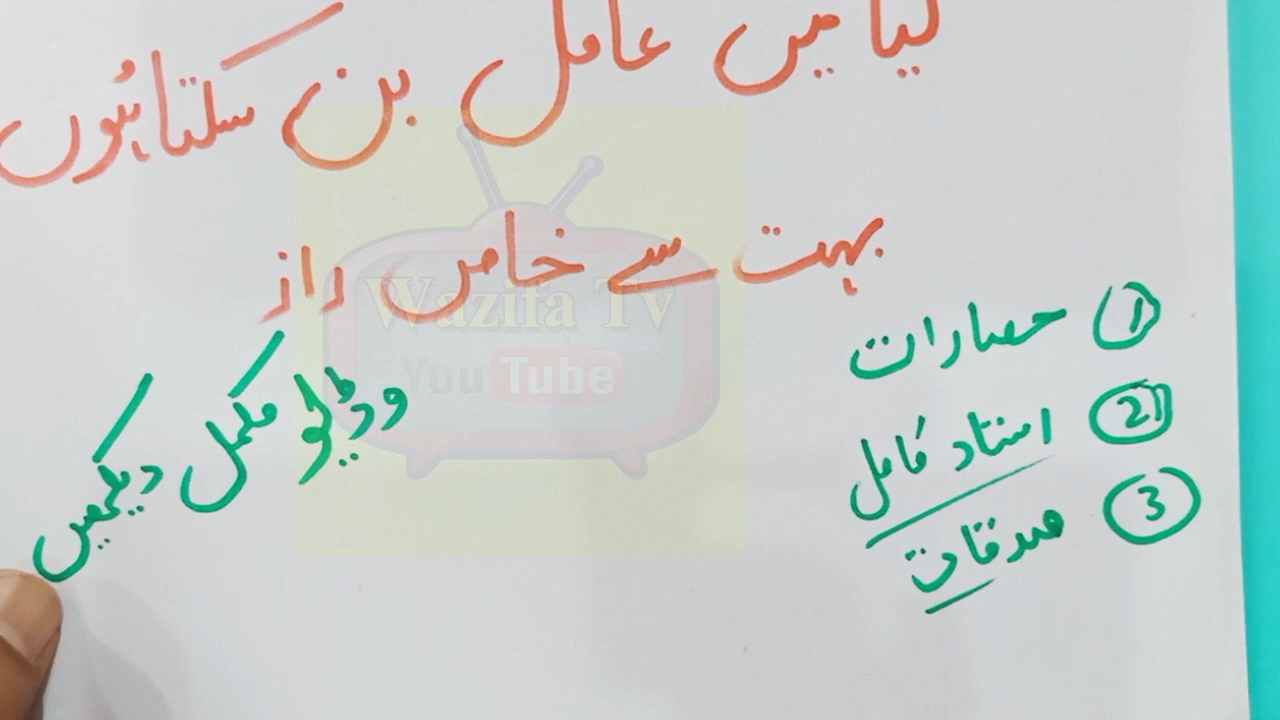 کیا میں عامل بن سکتا ہوں
بہت سے خاص راز
① حصارات
② استاد کامل
③ صدقات
وڈیو مکمل دیکھیں
Wazifa Tv
YouTube